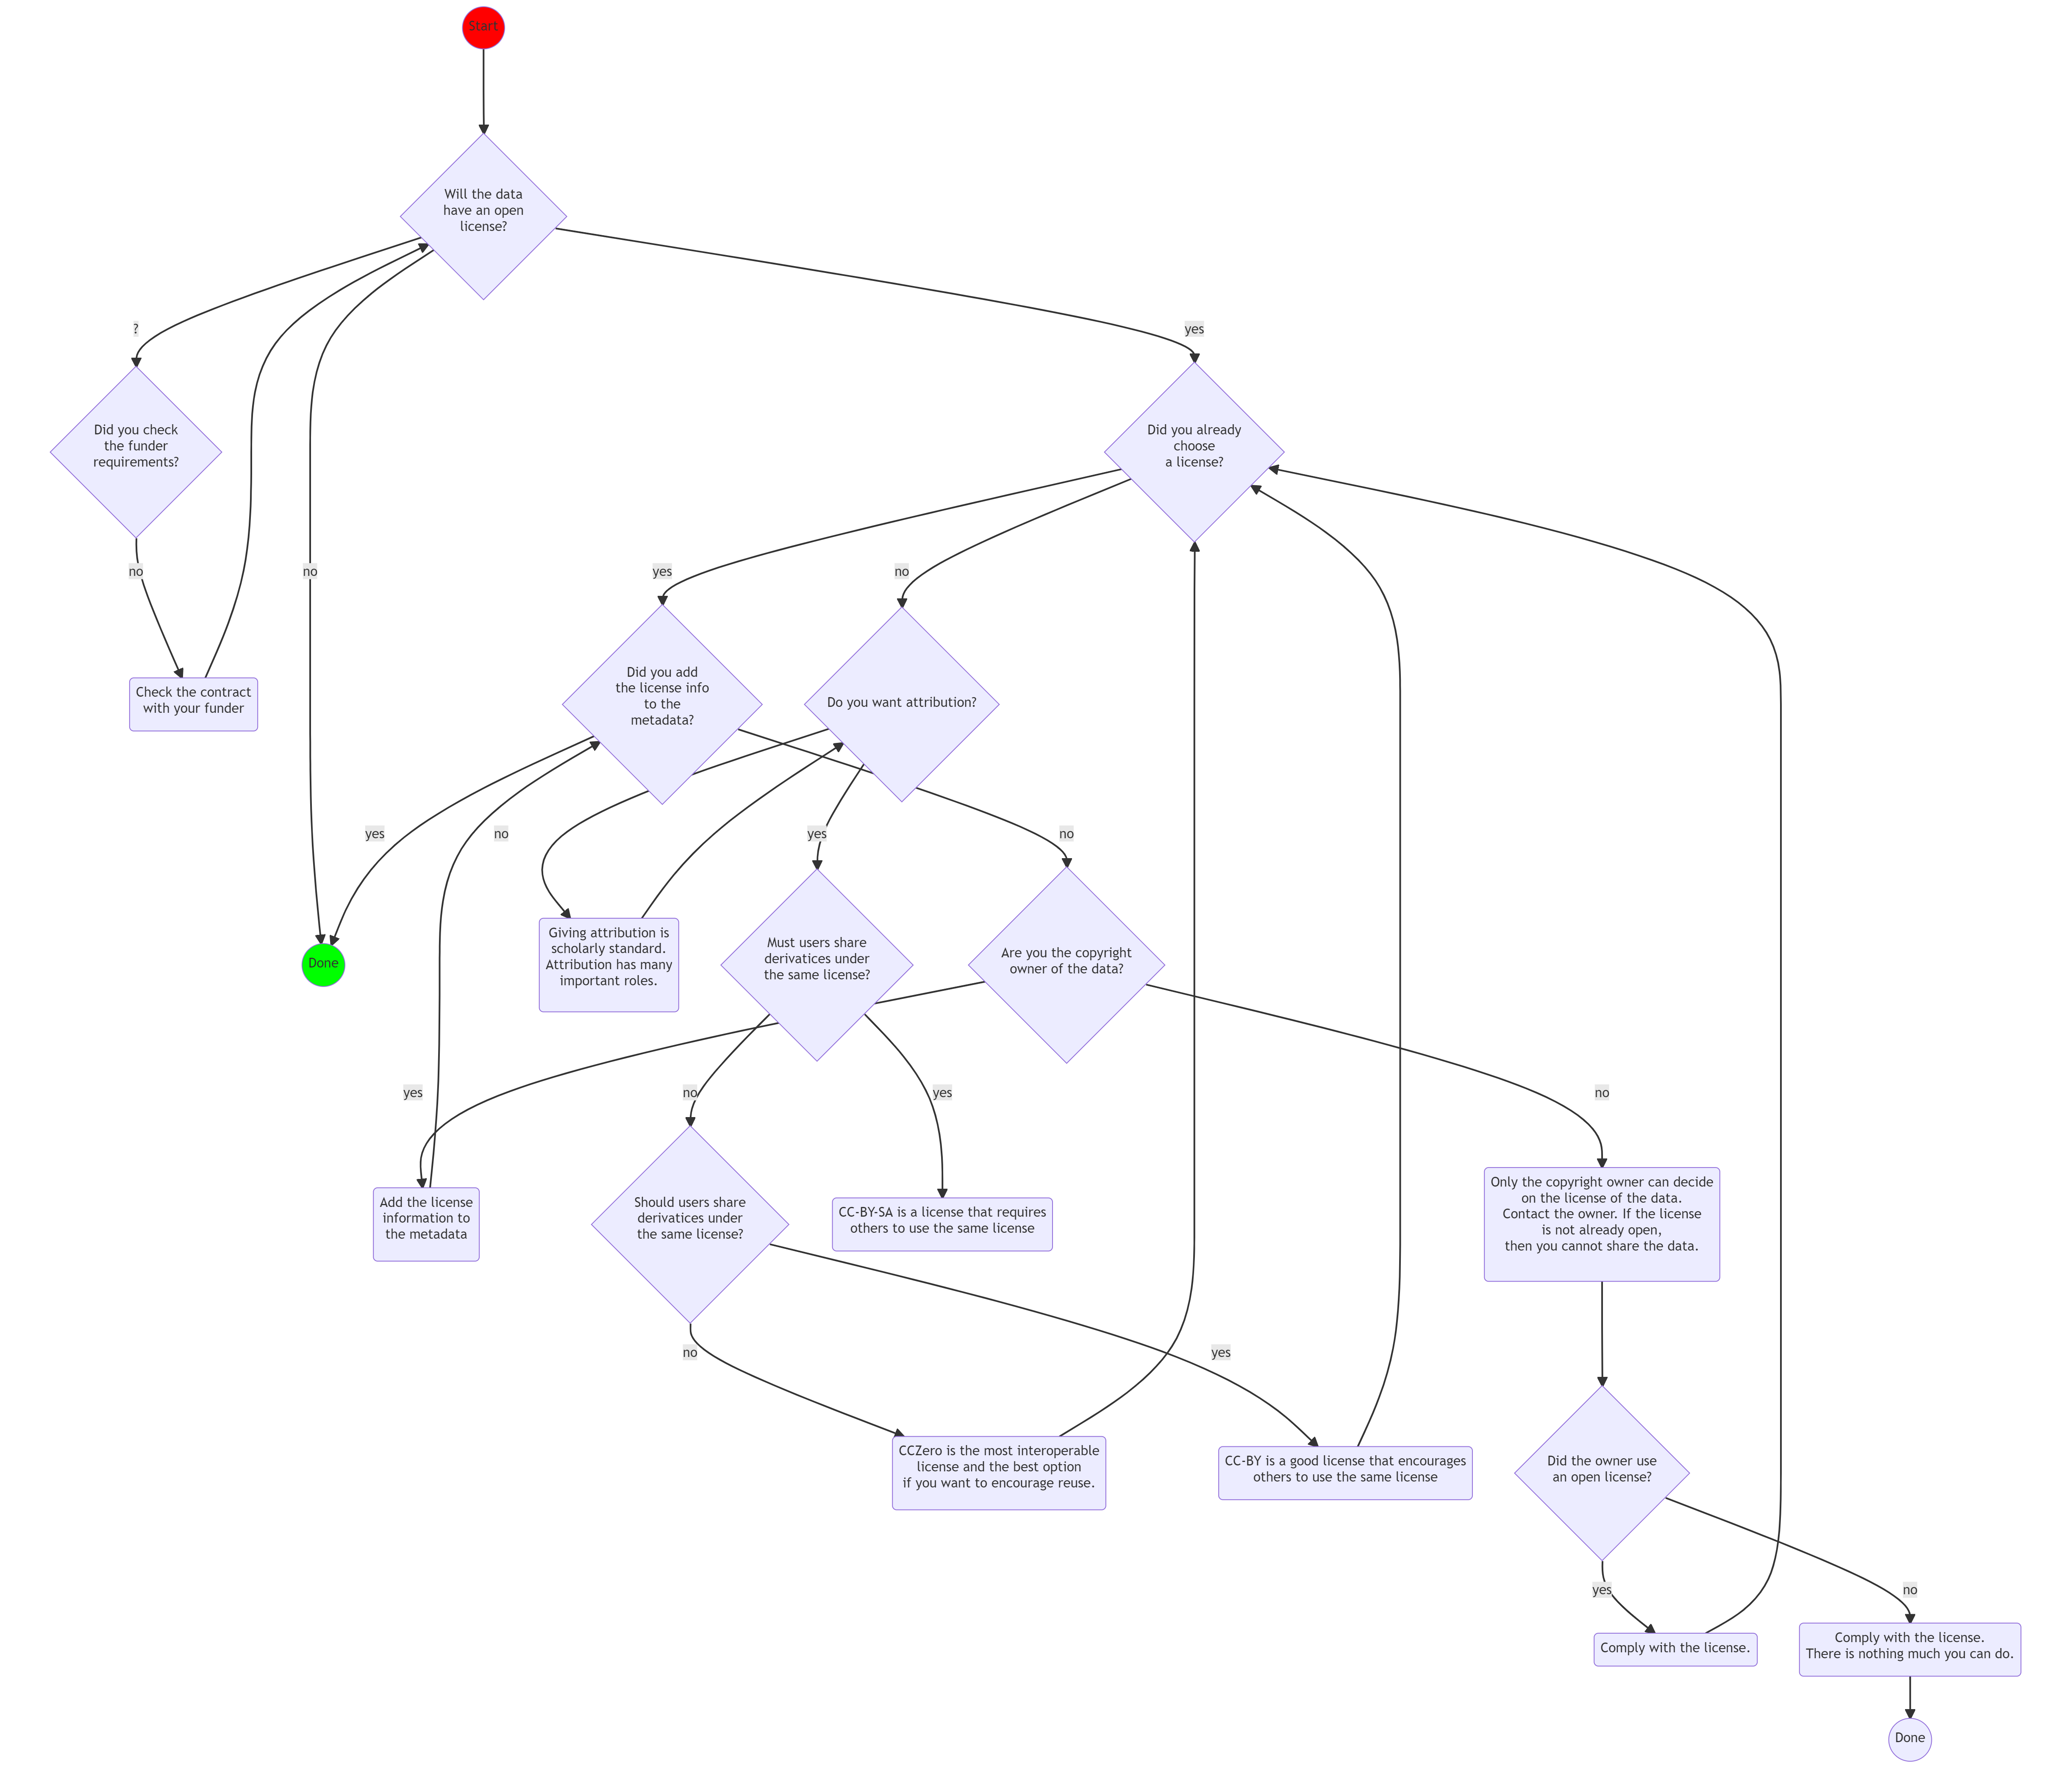 Start
Will the data
have an open
license?
?
yes
Did you check
the funder
requirements?
Did you already
choose
a license?
no
no
yes
no
Check the contract
with your funder
Did you add
the license info
to the
metadata?
Do you want attribution?
yes
no
yes
no
Done
Giving attribution is
scholarly standard.
Attribution has many
important roles.
Must users share
derivatices under
the same license?
Are you the copyright
owner of the data?
yes
no
yes
no
Add the license
information to
the metadata
Should users share
derivatices under
the same license?
CC-BY-SA is a license that requires
others to use the same license
Only the copyright owner can decide
on the license of the data.
Contact the owner. If the license
is not already open,
then you cannot share the data.
no
yes
CCZero is the most interoperable
license and the best option
if you want to encourage reuse.
CC-BY is a good license that encourages
others to use the same license
Did the owner use
an open license?
yes
no
Comply with the license.
Comply with the license.
There is nothing much you can do.
Done